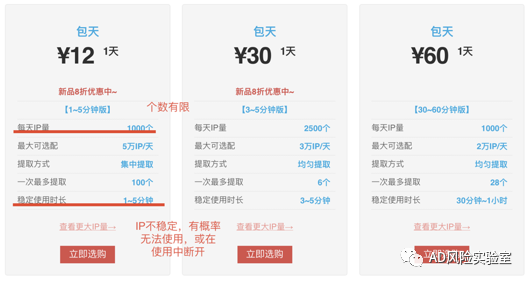 包天
¥12 1天
新品8折优惠中~
【1~5分钟版】
每天IP量 1000个
最大可选配 5万IP/天
提取方式 集中提取
一次最多提取 100个
稳定使用时长 1~5分钟
查看更大IP量→
立即选购
个数有限
IP不稳定，有概率
无法使用，或在
使用中断开
包天
¥30 1天
新品8折优惠中~
【3~5分钟版】
每天IP量 2500个
最大可选配 3万IP/天
提取方式 均匀提取
一次最多提取 6个
稳定使用时长 3~5分钟
查看更大IP量→
立即选购
包天
¥60 1天
【30~60分钟版】
每天IP量 1000个
最大可选配 2万IP/天
提取方式 均匀提取
一次最多提取 28个
稳定使用时长 30分钟~1小时
查看更大IP量→
立即选购
AD风险实验室